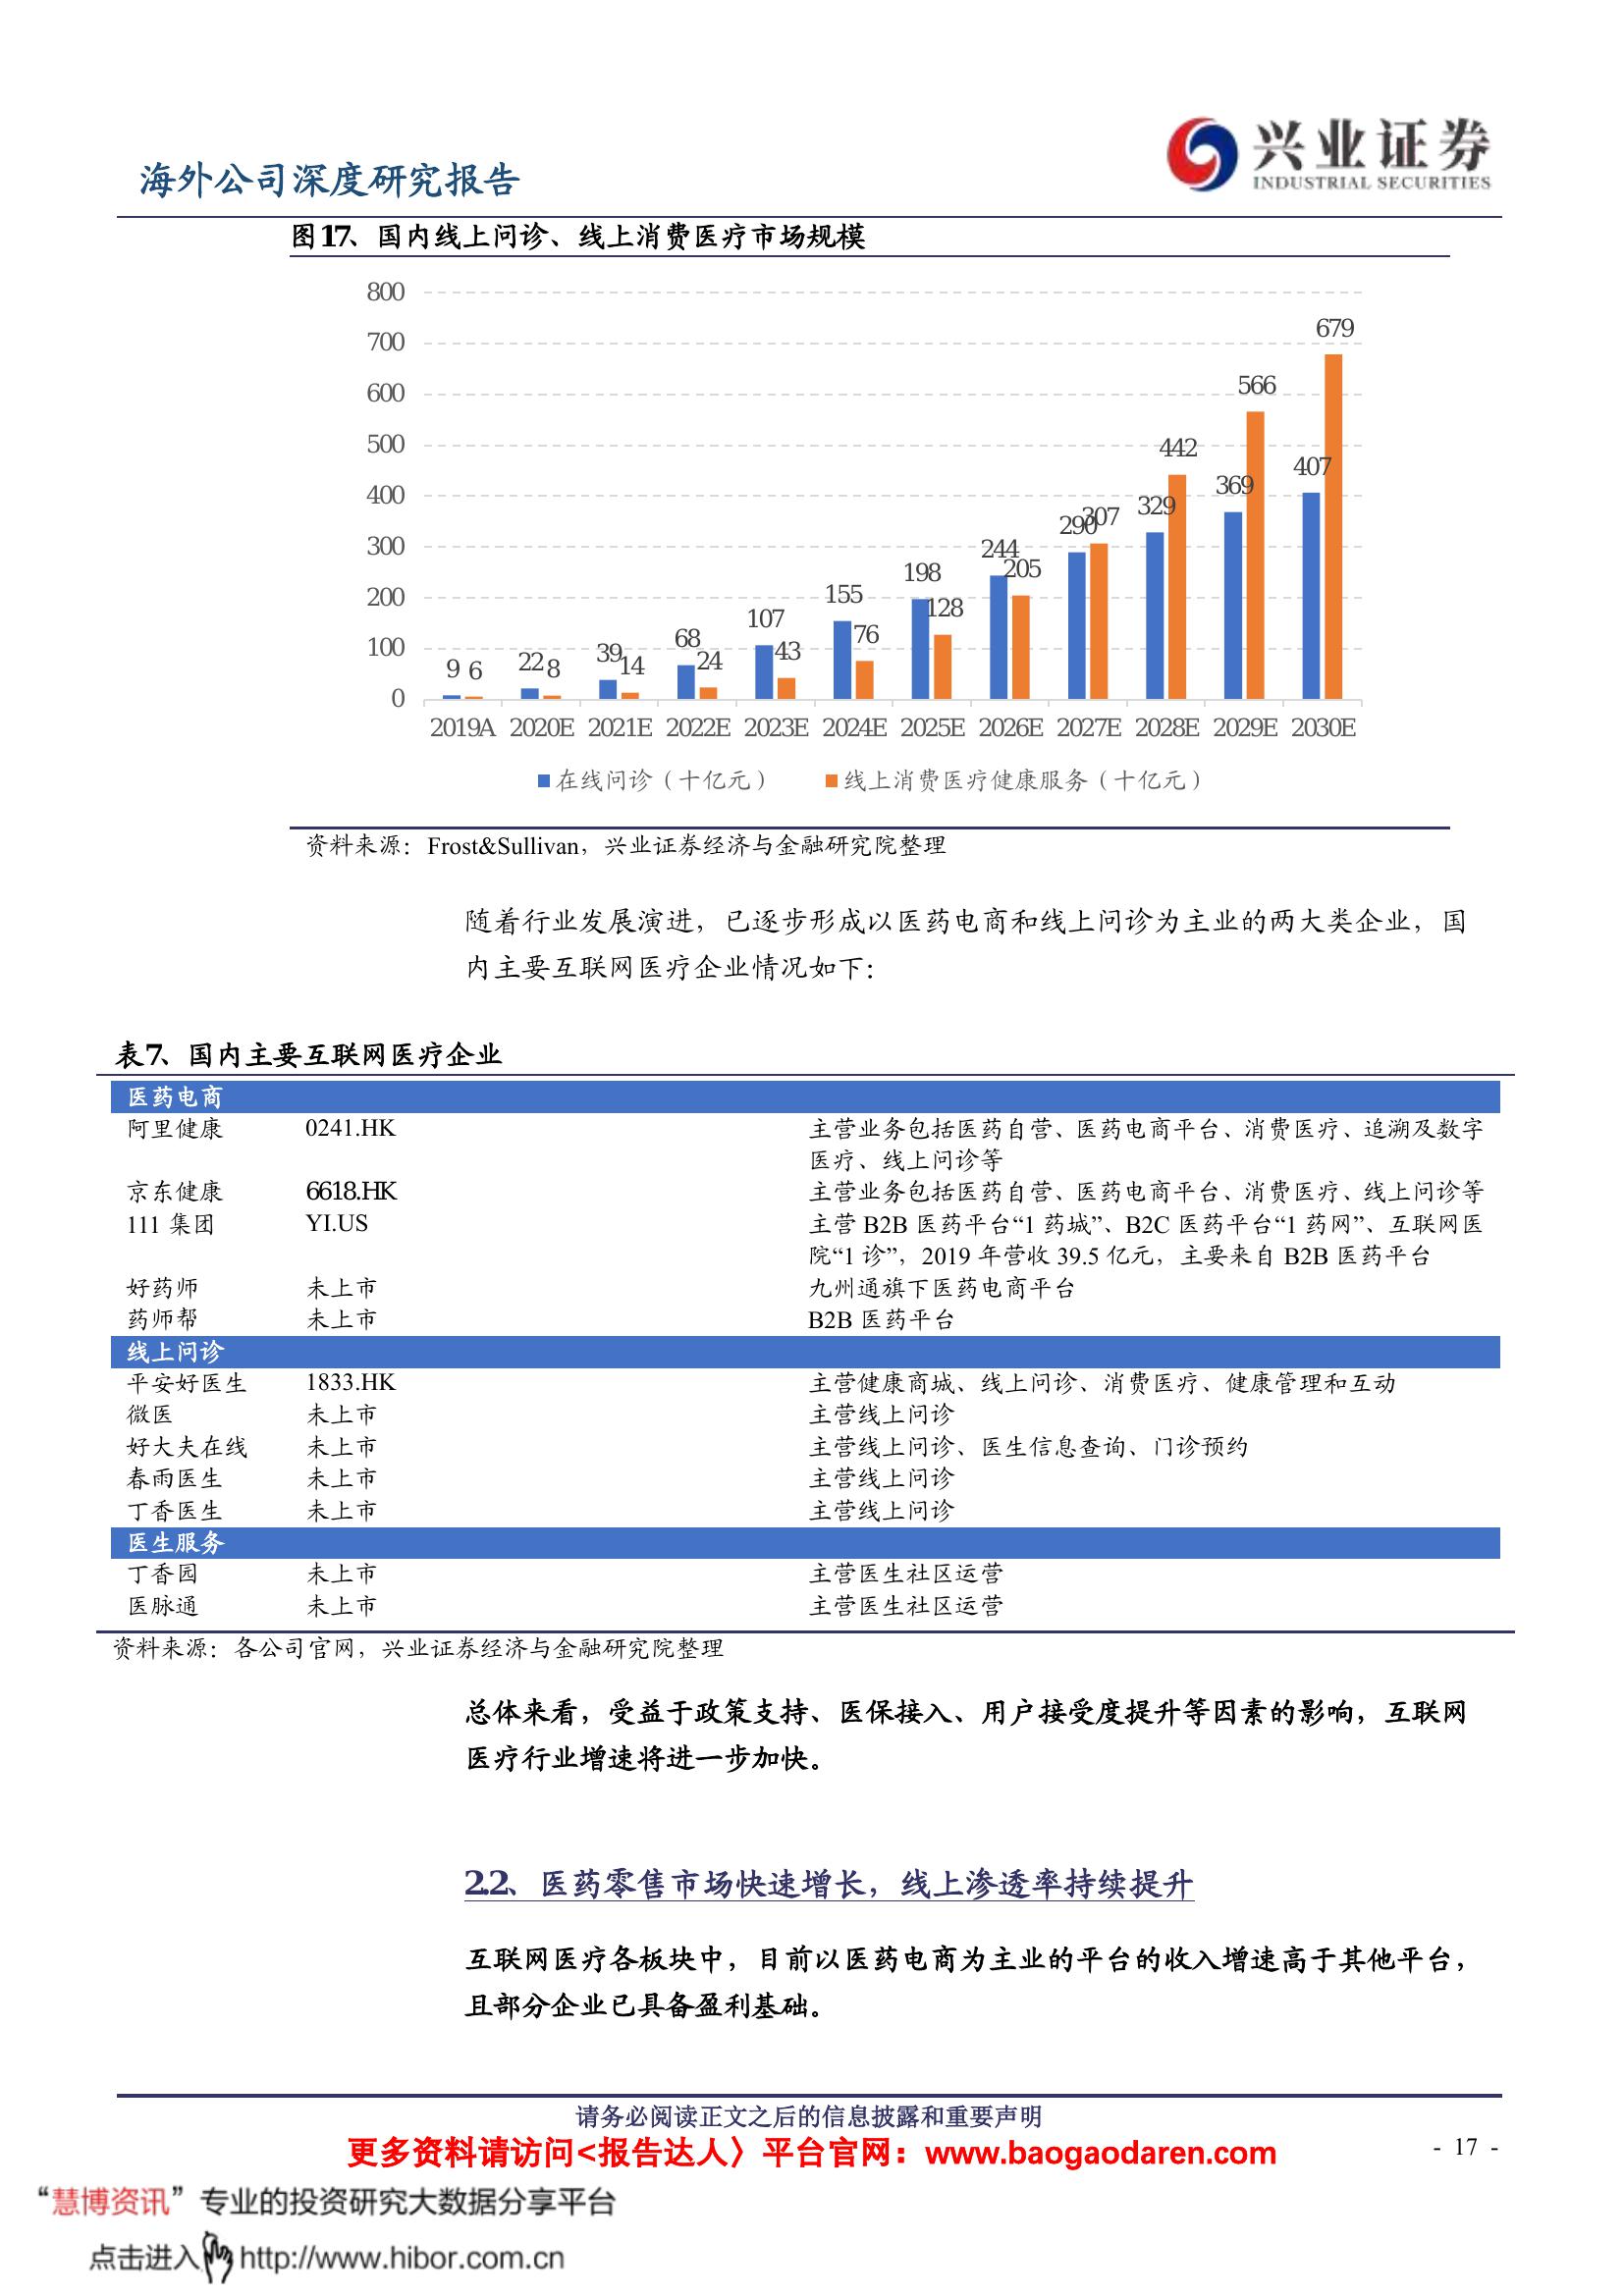 海外公司深度研究报告
兴业证券
INDUSTRIAL SECURITIES
图17、国内线上问诊、线上消费医疗市场规模
800
700
600
500
400
300
200
100
0
9 6
22 8
39 14
68 24
107 43
155 76
198 128
244 205
290 307
329 442
369 566
407 679
2019A 2020E 2021E 2022E 2023E 2024E 2025E 2026E 2027E 2028E 2029E 2030E
在线问诊（十亿元） 线上消费医疗健康服务（十亿元）
资料来源：Frost&Sullivan，兴业证券经济与金融研究院整理
随着行业发展演进，已逐步形成以医药电商和线上问诊为主业的两大类企业，国
内主要互联网医疗企业情况如下：
表7、国内主要互联网医疗企业
医药电商
阿里健康 0241.HK 主营业务包括医药自营、医药电商平台、消费医疗、追溯及数字
医疗、线上问诊等
京东健康 6618.HK 主营业务包括医药自营、医药电商平台、消费医疗、线上问诊等
111 集团 YI.US 主营 B2B 医药平台“1 药城”、B2C 医药平台“1 药网”、互联网医
院“1 诊”，2019 年营收 39.5 亿元，主要来自 B2B 医药平台
好药师 未上市 九州通旗下医药电商平台
药师帮 未上市 B2B 医药平台
线上问诊
平安好医生 1833.HK 主营健康商城、线上问诊、消费医疗、健康管理和互动
微医 未上市 主营线上问诊
好大夫在线 未上市 主营线上问诊、医生信息查询、门诊预约
春雨医生 未上市 主营线上问诊
丁香医生 未上市 主营线上问诊
医生服务
丁香园 未上市 主营医生社区运营
医脉通 未上市 主营医生社区运营
资料来源：各公司官网，兴业证券经济与金融研究院整理
总体来看，受益于政策支持、医保接入、用户接受度提升等因素的影响，互联网
医疗行业增速将进一步加快。
2.2、医药零售市场快速增长，线上渗透率持续提升
互联网医疗各板块中，目前以医药电商为主业的平台的收入增速高于其他平台，
且部分企业已具备盈利基础。
请务必阅读正文之后的信息披露和重要声明
更多资料请访问<报告达人〉平台官网：www.baogaodaren.com
- 17 -
“慧博资讯”专业的投资研究大数据分享平台
点击进入 http://www.hibor.com.cn